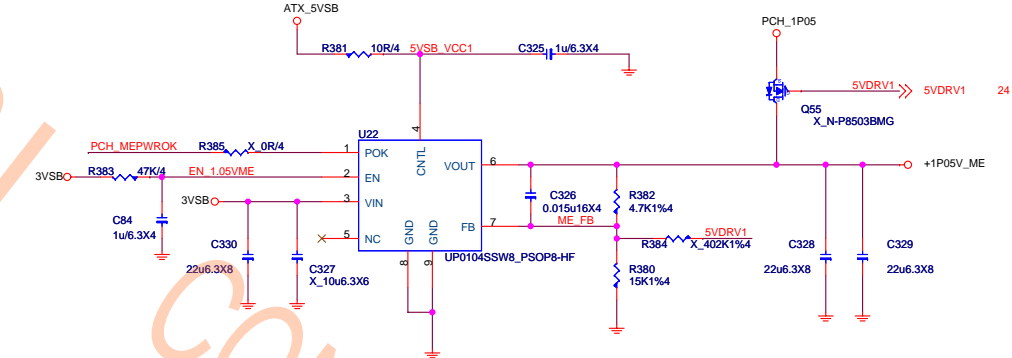 ATX_5VSB
PCH_1P05
R381 10R/4 5VSB_VCC1 C325 1u/6.3X4
5VDRV1 5VDRV1 24
Q55
X_N-P8503BMG
U22
PCH_MEPWROK R385 X_0R/4 1 POK 4 CNTL VOUT 6 +1P05V_ME
3VSB R383 47K/4 EN_1.05VME 2 EN
3VSB 3 VIN
C326
0.015u16X4
R382
4.7K1%4
C84
1u/6.3X4
5 NC GND GND FB 7 ME_FB
5VDRV1
R384 X_402K1%4
C330
22u6.3X8
C327
X_10u6.3X6
8 9
UP0104SSW8_PSOP8-HF
R380
15K1%4
C328
22u6.3X8
C329
22u6.3X8